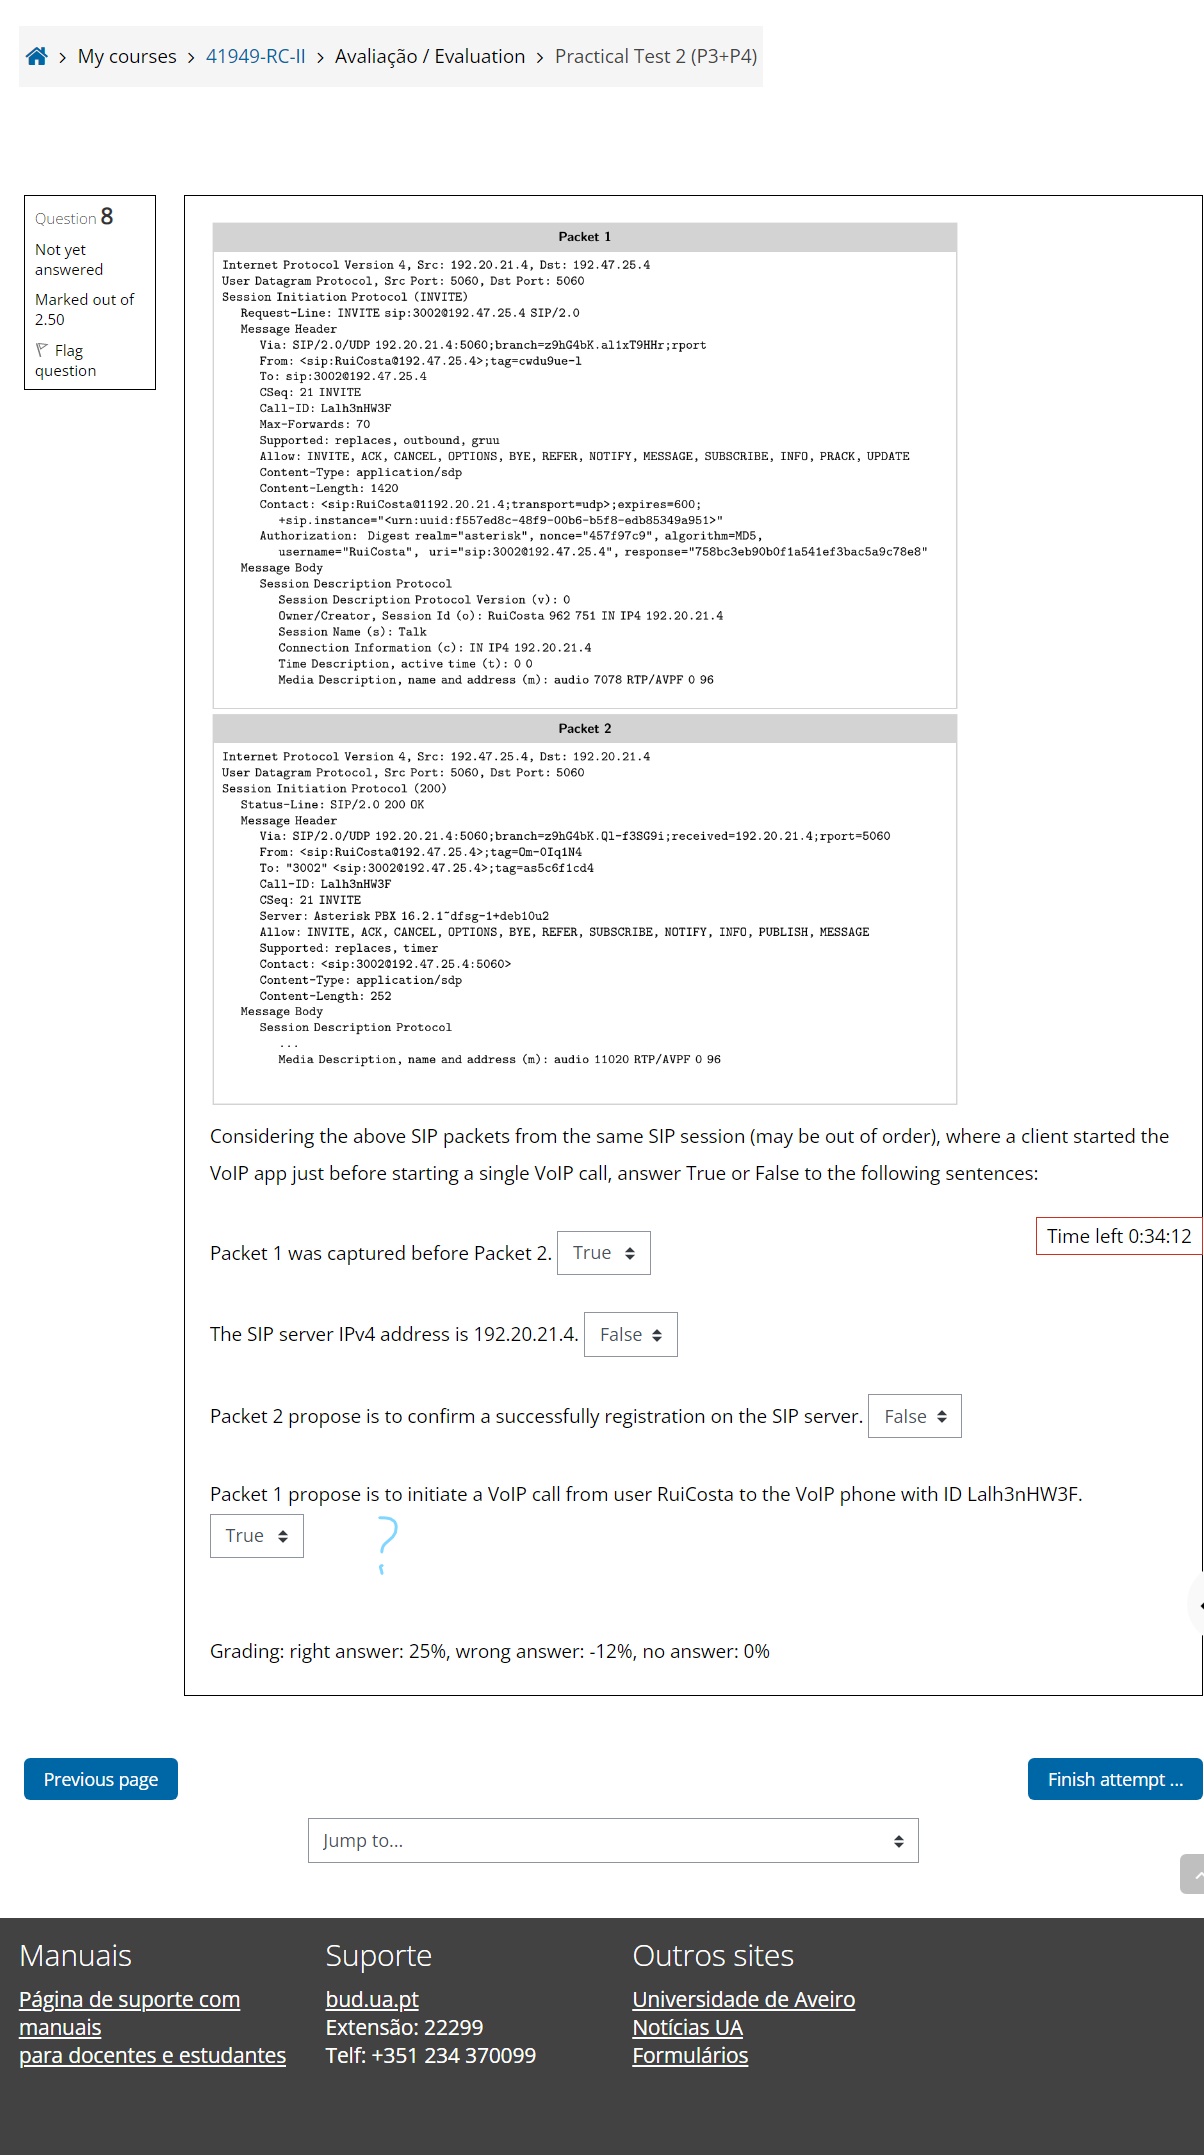 > My courses > 41949-RC-II > Avaliação / Evaluation > Practical Test 2 (P3+P4)
Question 8
Not yet
answered
Marked out of
2.50
Flag
question
Packet 1
Internet Protocol Version 4, Src: 192.20.21.4, Dst: 192.47.25.4
User Datagram Protocol, Src Port: 5060, Dst Port: 5060
Session Initiation Protocol (INVITE)
Request-Line: INVITE sip:3002@192.47.25.4 SIP/2.0
Message Header
Via: SIP/2.0/UDP 192.20.21.4:5060;branch=z9hG4bK.al1xT9HHr;rport
From: <sip:RuiCosta@192.47.25.4>;tag=cwdu9ue-l
To: sip:3002@192.47.25.4
CSeq: 21 INVITE
Call-ID: Lalh3nHW3F
Max-Forwards: 70
Supported: replaces, outbound, gruu
Allow: INVITE, ACK, CANCEL, OPTIONS, BYE, REFER, NOTIFY, MESSAGE, SUBSCRIBE, INFO, PRACK, UPDATE
Content-Type: application/sdp
Content-Length: 1420
Contact: <sip:RuiCosta@1192.20.21.4;transport=udp>;expires=600;
+sip.instance="<urn:uuid:f557ed8c-48f9-00b6-b5f8-edb85349a951>"
Authorization: Digest realm="asterisk", nonce="457f97c9", algorithm=MD5,
username="RuiCosta", uri="sip:3002@192.47.25.4", response="758bc3eb90b0f1a541ef3bac5a9c78e8"
Message Body
Session Description Protocol
Session Description Protocol Version (v): 0
Owner/Creator, Session Id (o): RuiCosta 962 751 IN IP4 192.20.21.4
Session Name (s): Talk
Connection Information (c): IN IP4 192.20.21.4
Time Description, active time (t): 0 0
Media Description, name and address (m): audio 7078 RTP/AVPF 0 96
Packet 2
Internet Protocol Version 4, Src: 192.47.25.4, Dst: 192.20.21.4
User Datagram Protocol, Src Port: 5060, Dst Port: 5060
Session Initiation Protocol (200)
Status-Line: SIP/2.0 200 OK
Message Header
Via: SIP/2.0/UDP 192.20.21.4:5060;branch=z9hG4bK.Ql-f3SG9i;received=192.20.21.4;rport=5060
From: <sip:RuiCosta@192.47.25.4>;tag=Om-OIq1N4
To: "3002" <sip:3002@192.47.25.4>;tag=as5c6f1cd4
Call-ID: Lalh3nHW3F
CSeq: 21 INVITE
Server: Asterisk PBX 16.2.1~dfsg-1+deb10u2
Allow: INVITE, ACK, CANCEL, OPTIONS, BYE, REFER, SUBSCRIBE, NOTIFY, INFO, PUBLISH, MESSAGE
Supported: replaces, timer
Contact: <sip:3002@192.47.25.4:5060>
Content-Type: application/sdp
Content-Length: 252
Message Body
Session Description Protocol
...
Media Description, name and address (m): audio 11020 RTP/AVPF 0 96
Considering the above SIP packets from the same SIP session (may be out of order), where a client started the
VoIP app just before starting a single VoIP call, answer True or False to the following sentences:
Time left 0:34:12
Packet 1 was captured before Packet 2. True
The SIP server IPv4 address is 192.20.21.4. False
Packet 2 propose is to confirm a successfully registration on the SIP server. False
Packet 1 propose is to initiate a VoIP call from user RuiCosta to the VoIP phone with ID Lalh3nHW3F.
True ?
Grading: right answer: 25%, wrong answer: -12%, no answer: 0%
Previous page
Finish attempt ...
Jump to...
Manuais
Página de suporte com
manuais
para docentes e estudantes
Suporte
bud.ua.pt
Extensão: 22299
Telf: +351 234 370099
Outros sites
Universidade de Aveiro
Notícias UA
Formulários